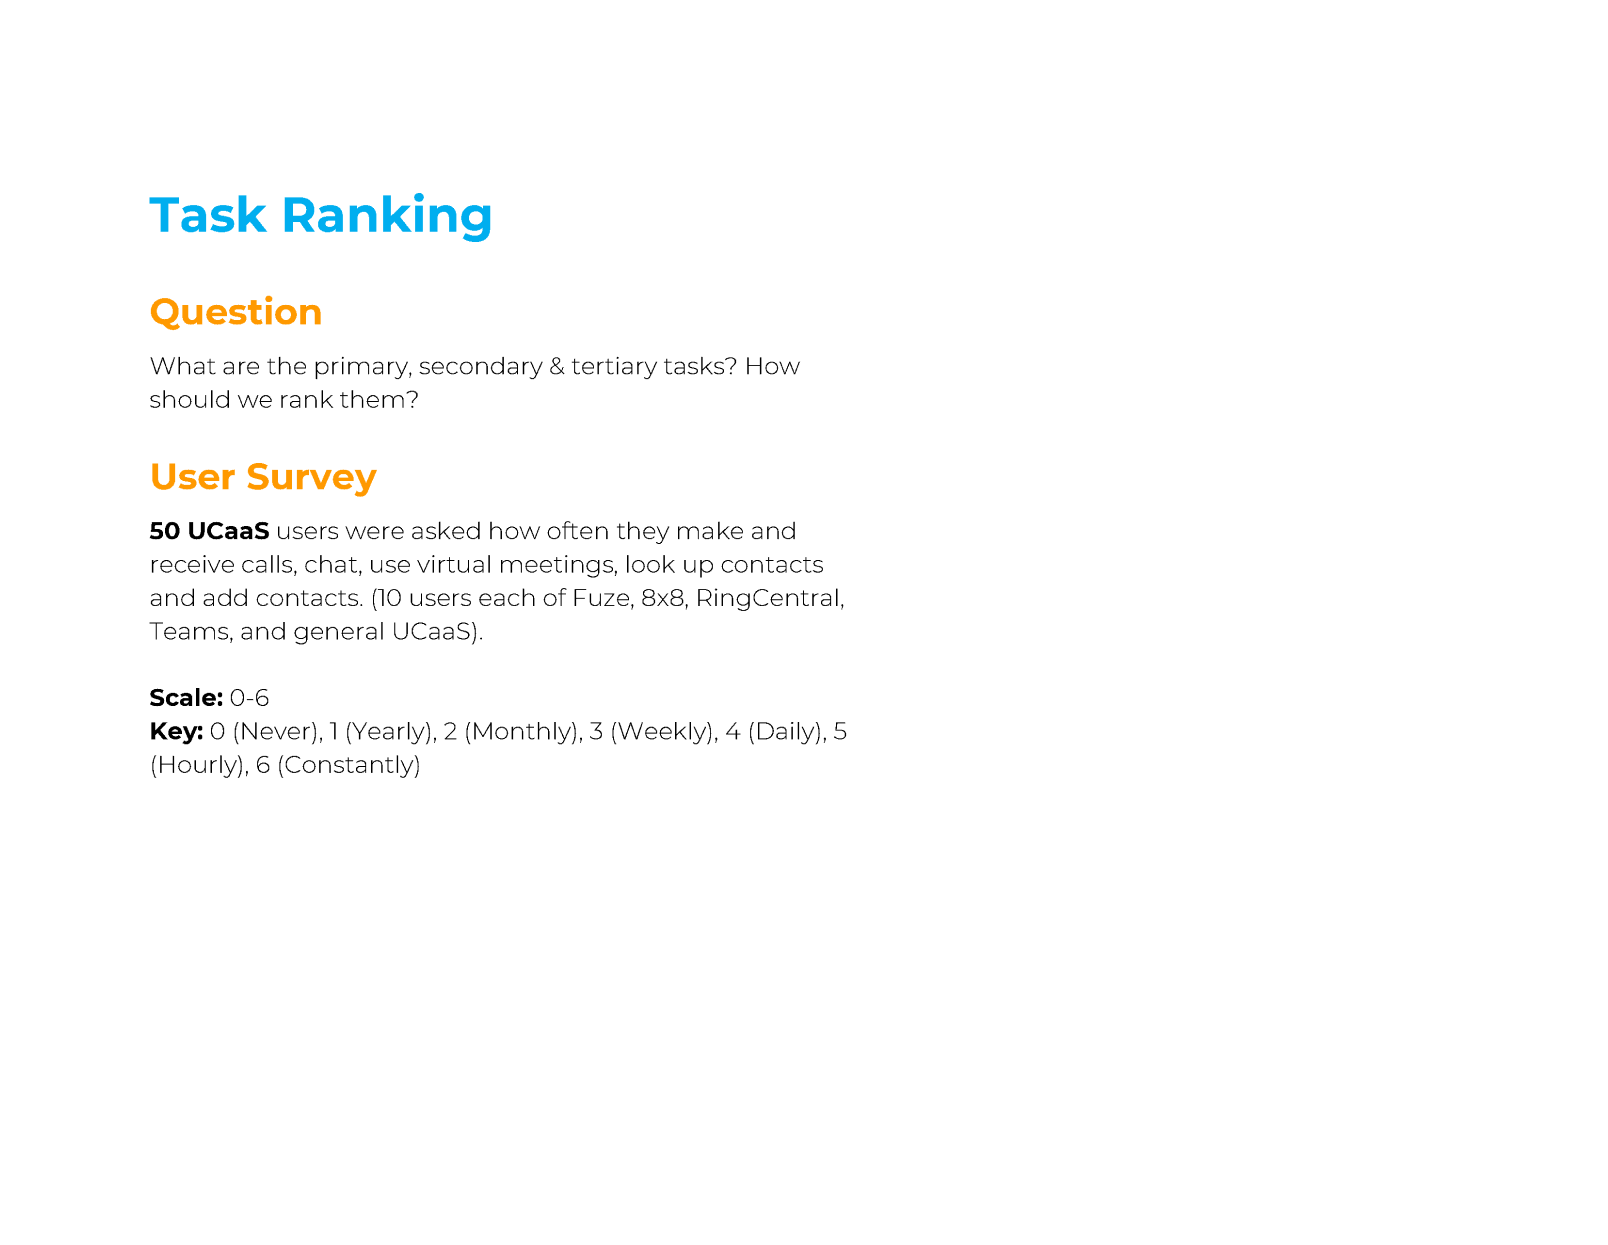 Task Ranking
Question
What are the primary, secondary & tertiary tasks? How
should we rank them?
User Survey
50 UCaaS users were asked how often they make and
receive calls, chat, use virtual meetings, look up contacts
and add contacts. (10 users each of Fuze, 8x8, RingCentral,
Teams, and general UCaaS).
Scale: 0-6
Key: 0 (Never), 1 (Yearly), 2 (Monthly), 3 (Weekly), 4 (Daily), 5
(Hourly), 6 (Constantly)